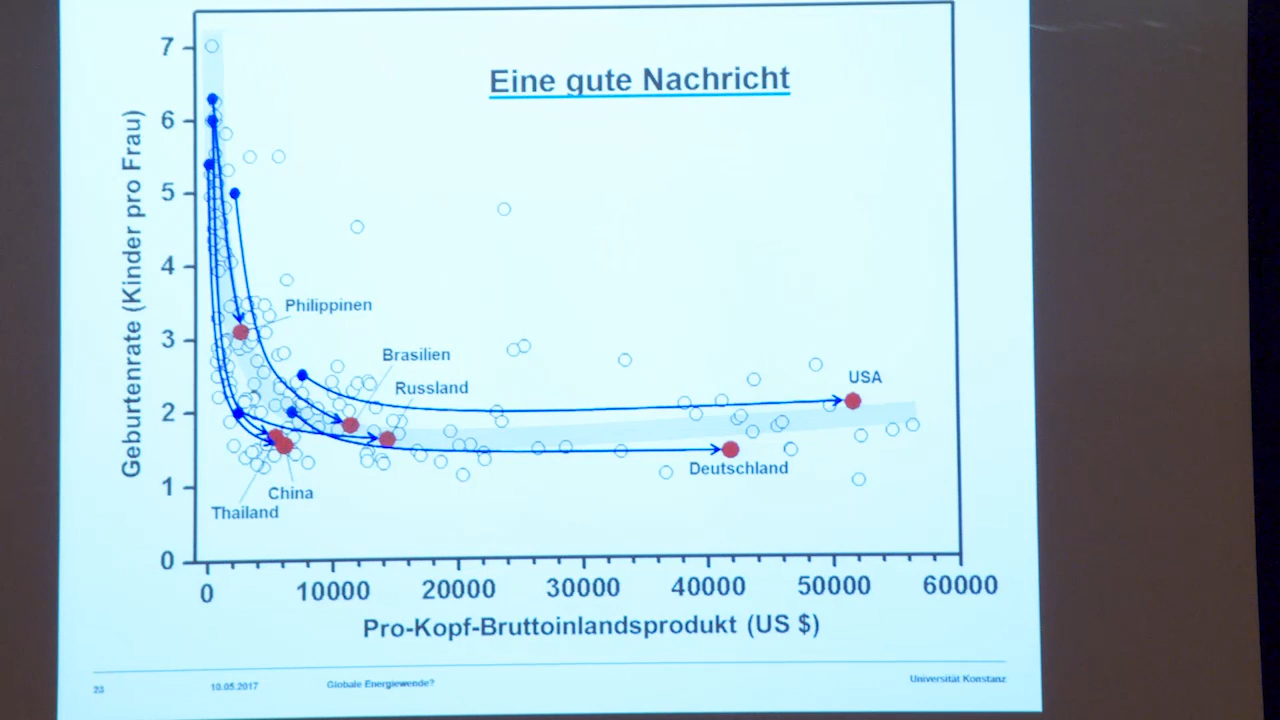 Eine gute Nachricht
Geburtenrate (Kinder pro Frau)
7
6
5
4
3
2
1
0
Philippinen
Brasilien
Russland
USA
Deutschland
China
Thailand
0 10000 20000 30000 40000 50000 60000
Pro-Kopf-Bruttoinlandsprodukt (US $)
23 10.05.2017 Globale Energiewende? Universität Konstanz